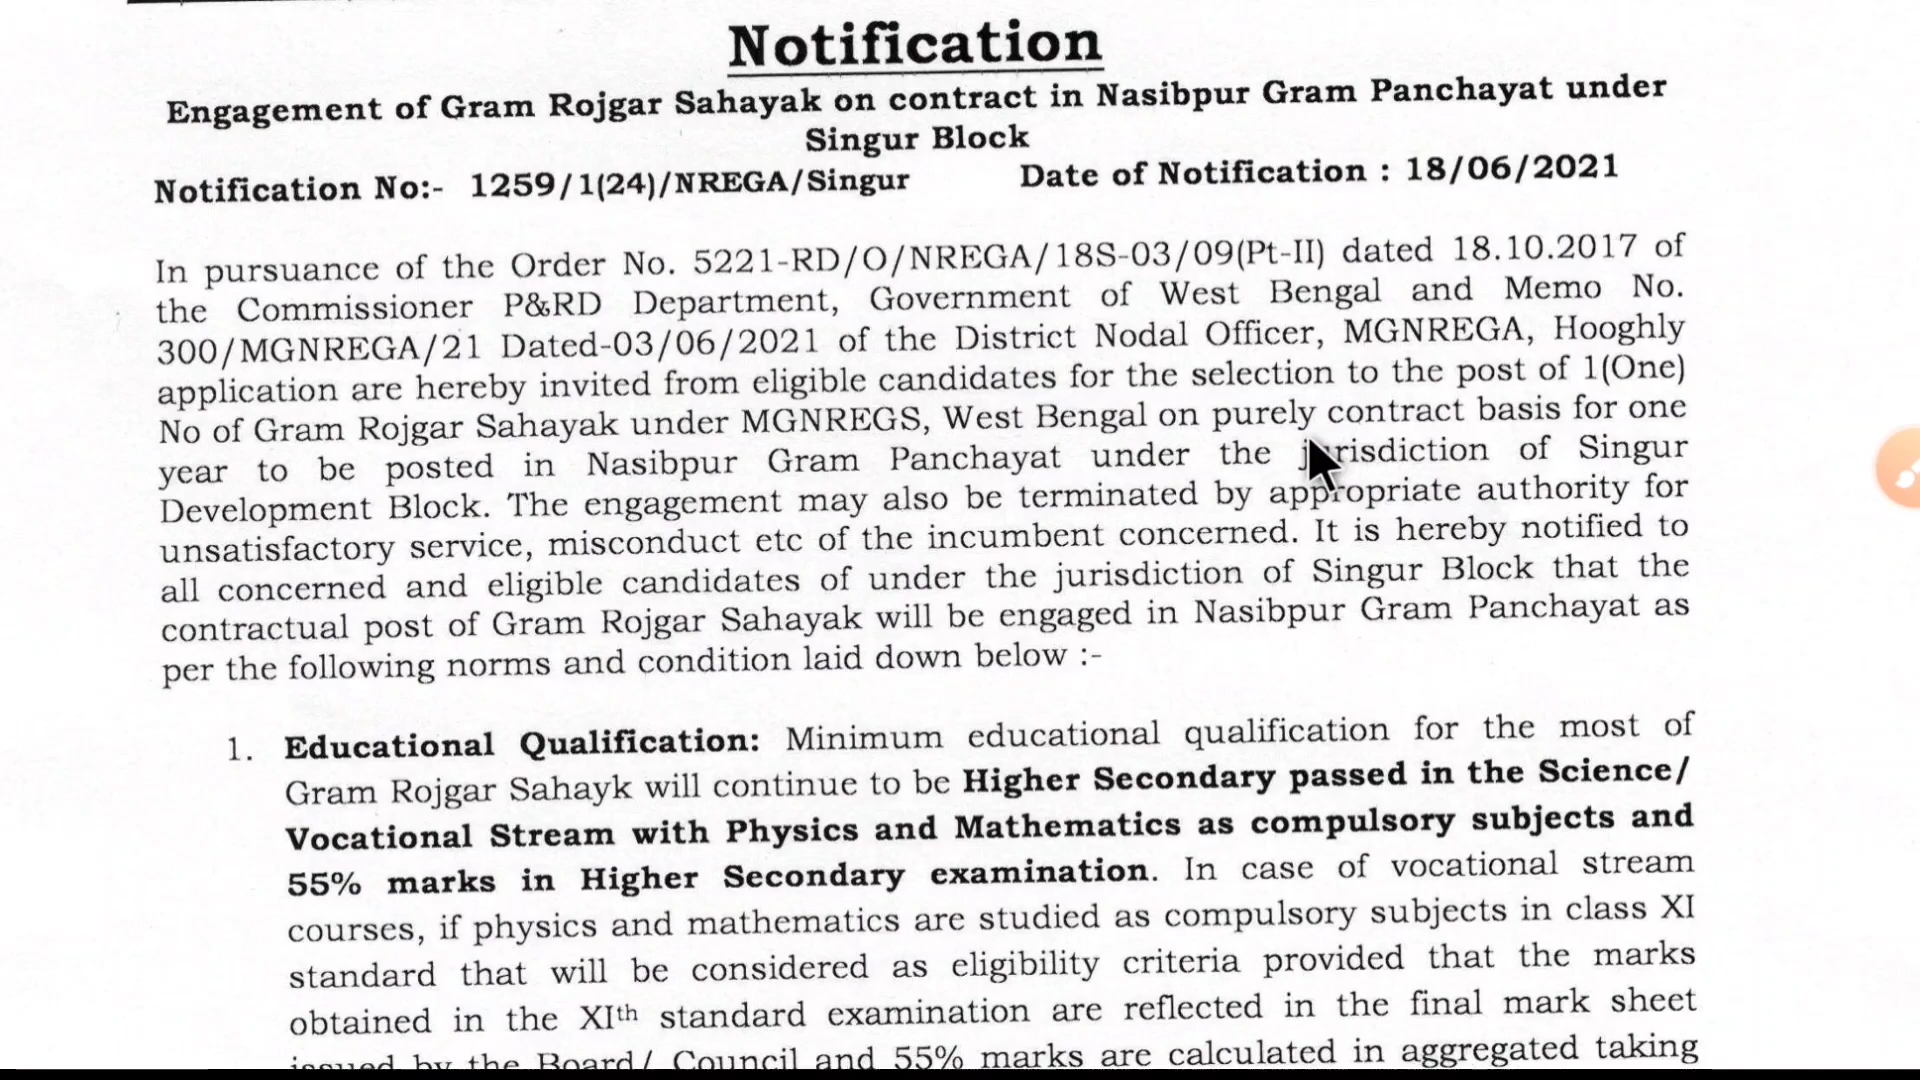 Notification
Engagement of Gram Rojgar Sahayak on contract in Nasibpur Gram Panchayat under
Singur Block
Notification No:- 1259/1(24)/NREGA/Singur Date of Notification : 18/06/2021
In pursuance of the Order No. 5221-RD/O/NREGA/18S-03/09(Pt-II) dated 18.10.2017 of
the Commissioner P&RD Department, Government of West Bengal and Memo No.
300/MGNREGA/21 Dated-03/06/2021 of the District Nodal Officer, MGNREGA, Hooghly
application are hereby invited from eligible candidates for the selection to the post of 1(One)
No of Gram Rojgar Sahayak under MGNREGS, West Bengal on purely contract basis for one
year to be posted in Nasibpur Gram Panchayat under the jurisdiction of Singur
Development Block. The engagement may also be terminated by appropriate authority for
unsatisfactory service, misconduct etc of the incumbent concerned. It is hereby notified to
all concerned and eligible candidates of under the jurisdiction of Singur Block that the
contractual post of Gram Rojgar Sahayak will be engaged in Nasibpur Gram Panchayat as
per the following norms and condition laid down below :-
1. Educational Qualification: Minimum educational qualification for the most of
Gram Rojgar Sahayk will continue to be Higher Secondary passed in the Science/
Vocational Stream with Physics and Mathematics as compulsory subjects and
55% marks in Higher Secondary examination. In case of vocational stream
courses, if physics and mathematics are studied as compulsory subjects in class XI
standard that will be considered as eligibility criteria provided that the marks
obtained in the XIth standard examination are reflected in the final mark sheet
issued by the Board/ Council and 55% marks are calculated in aggregated taking